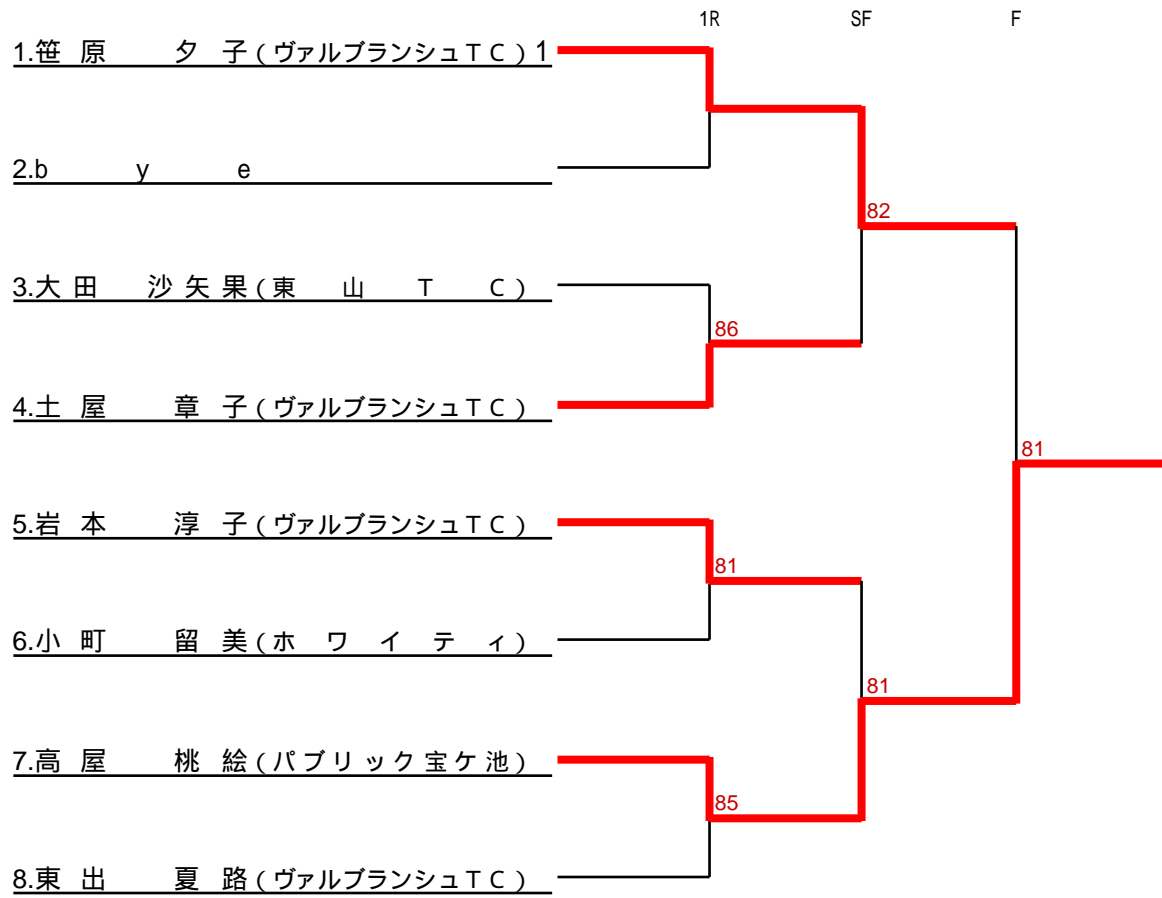 1R SF F
1.笹原 夕子(ヴァルブランシュTC)1
2.b y e
82
3.大田 沙矢果(東山TC)
86
4.土屋 章子(ヴァルブランシュTC)
81
5.岩本 淳子(ヴァルブランシュTC)
81
6.小町 留美(ホワイティ)
81
7.高屋 桃絵(パブリック宝ケ池)
85
8.東出 夏路(ヴァルブランシュTC)